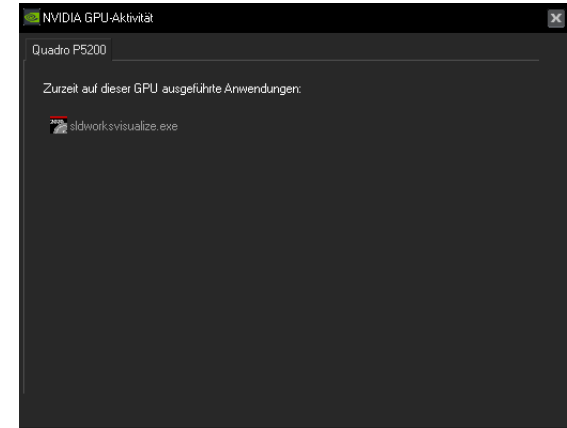 NVIDIA GPU-Aktivität
Quadro P5200
Zurzeit auf dieser GPU ausgeführte Anwendungen:
sldworksvisualize.exe